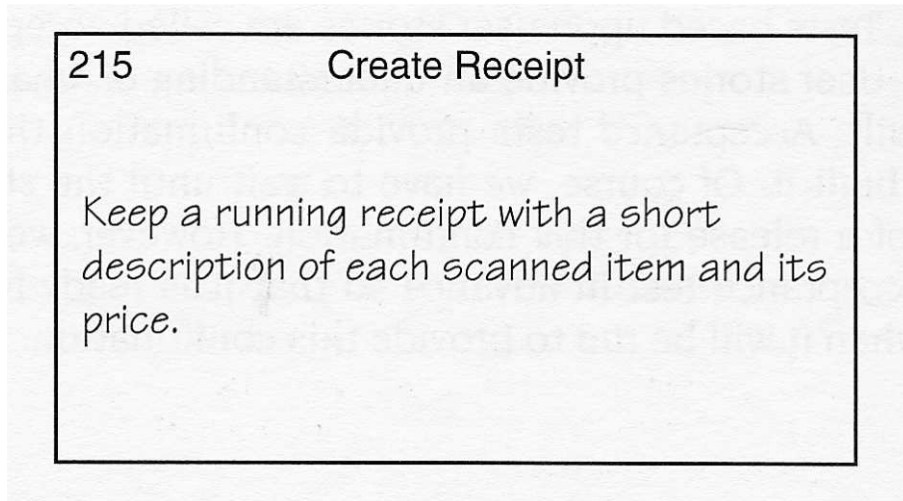 215 Create Receipt
Keep a running receipt with a short
description of each scanned item and its
price.